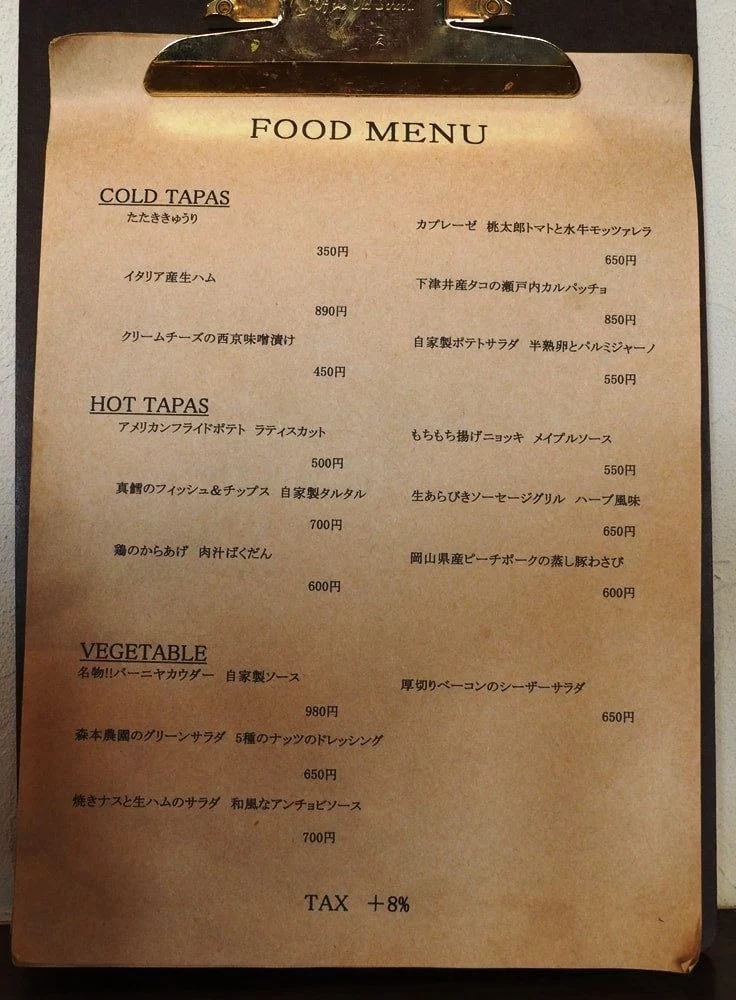 FOOD MENU
COLD TAPAS
たたききゅうり
350円
イタリア産生ハム
890円
クリームチーズの西京味噌漬け
450円
カプレーゼ 桃太郎トマトと水牛モッツァレラ
650円
下津井産タコの瀬戸内カルパッチョ
850円
自家製ポテトサラダ 半熟卵とパルミジャーノ
550円
HOT TAPAS
アメリカンフライドポテト ラティスカット
500円
真鱈のフィッシュ&チップス 自家製タルタル
700円
鶏のからあげ 肉汁ばくだん
600円
もちもち揚げニョッキ メイプルソース
550円
生あらびきソーセージグリル ハーブ風味
650円
岡山県産ピーチポークの蒸し豚わさび
600円
VEGETABLE
名物!!バーニヤカウダー 自家製ソース
980円
森本農園のグリーンサラダ 5種のナッツのドレッシング
650円
焼きナスと生ハムのサラダ 和風なアンチョビソース
700円
厚切りベーコンのシーザーサラダ
650円
TAX +8%